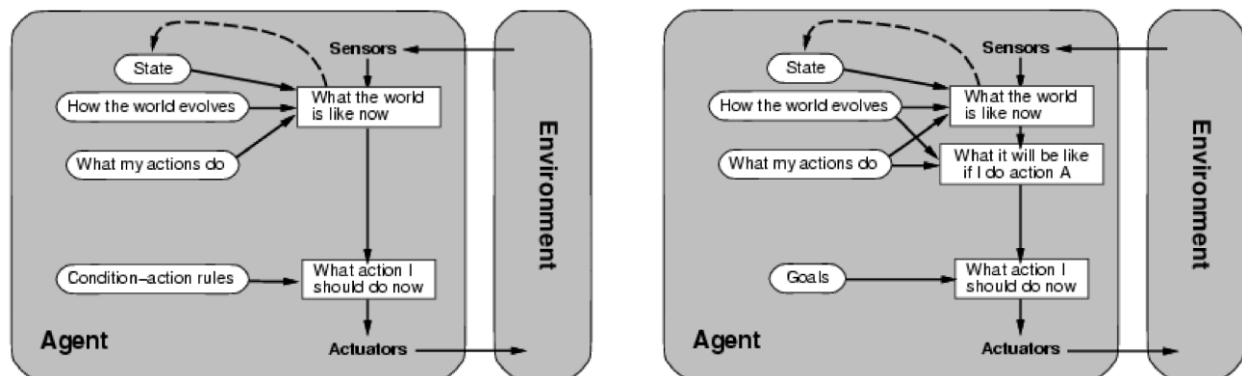 Sensors
State
What the world
is like now
How the world evolves
What my actions do
Condition–action rules
What action I
should do now
Agent
Actuators
Environment
Sensors
State
What the world
is like now
How the world evolves
What it will be like
if I do action A
What my actions do
Goals
What action I
should do now
Agent
Actuators
Environment